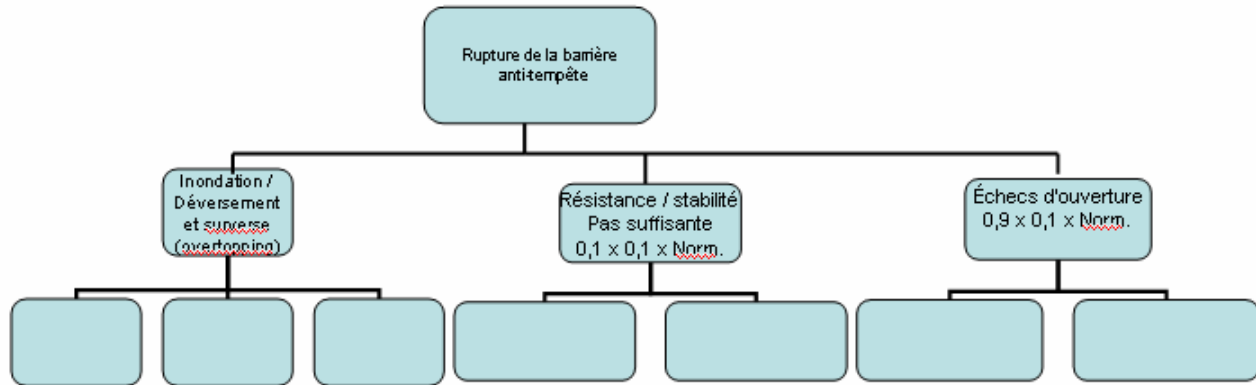 Rupture de la barrière
anti-tempête
Inondation /
Déversement
et surverse
(overtopping)
Résistance / stabilité
Pas suffisante
0,1 x 0,1 x Norm.
Échecs d'ouverture
0,9 x 0,1 x Norm.